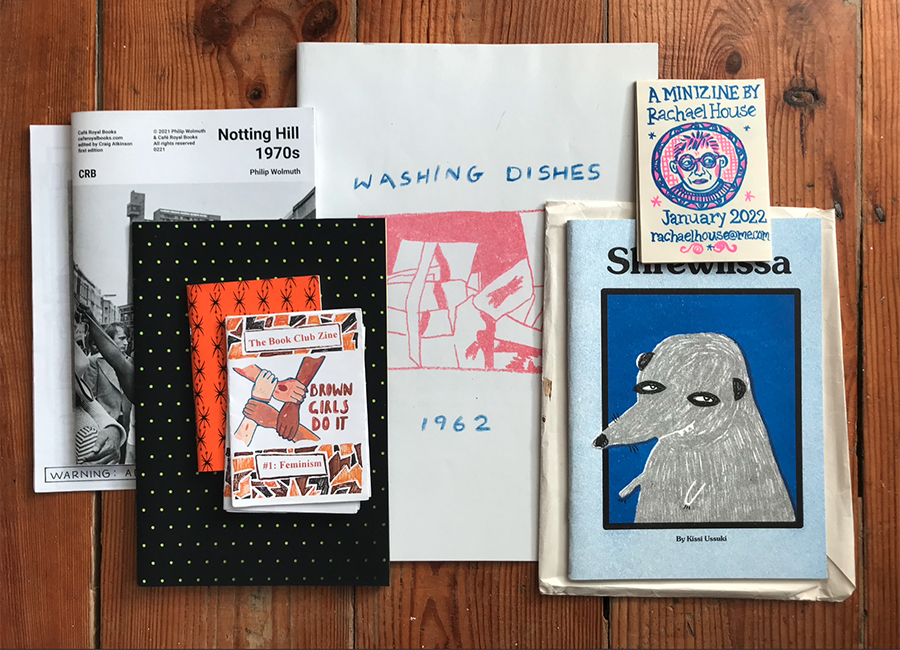 Café Royal Books
caferoyalbooks.com
edited by Craig Atkinson
first edition
© 2021 Philip Wolmuth
& Café Royal Books
All rights reserved
0221
Notting Hill
1970s
CRB
Philip Wolmuth
WARNING: A
WASHING DISHES
1962
The Book Club Zine
BROWN
GIRLS
DO IT
#1: Feminism
A MINIZINE BY
Rachael House
January 2022
rachaelhouse@me.com
Shrewlissa
By Kissi Ussuki